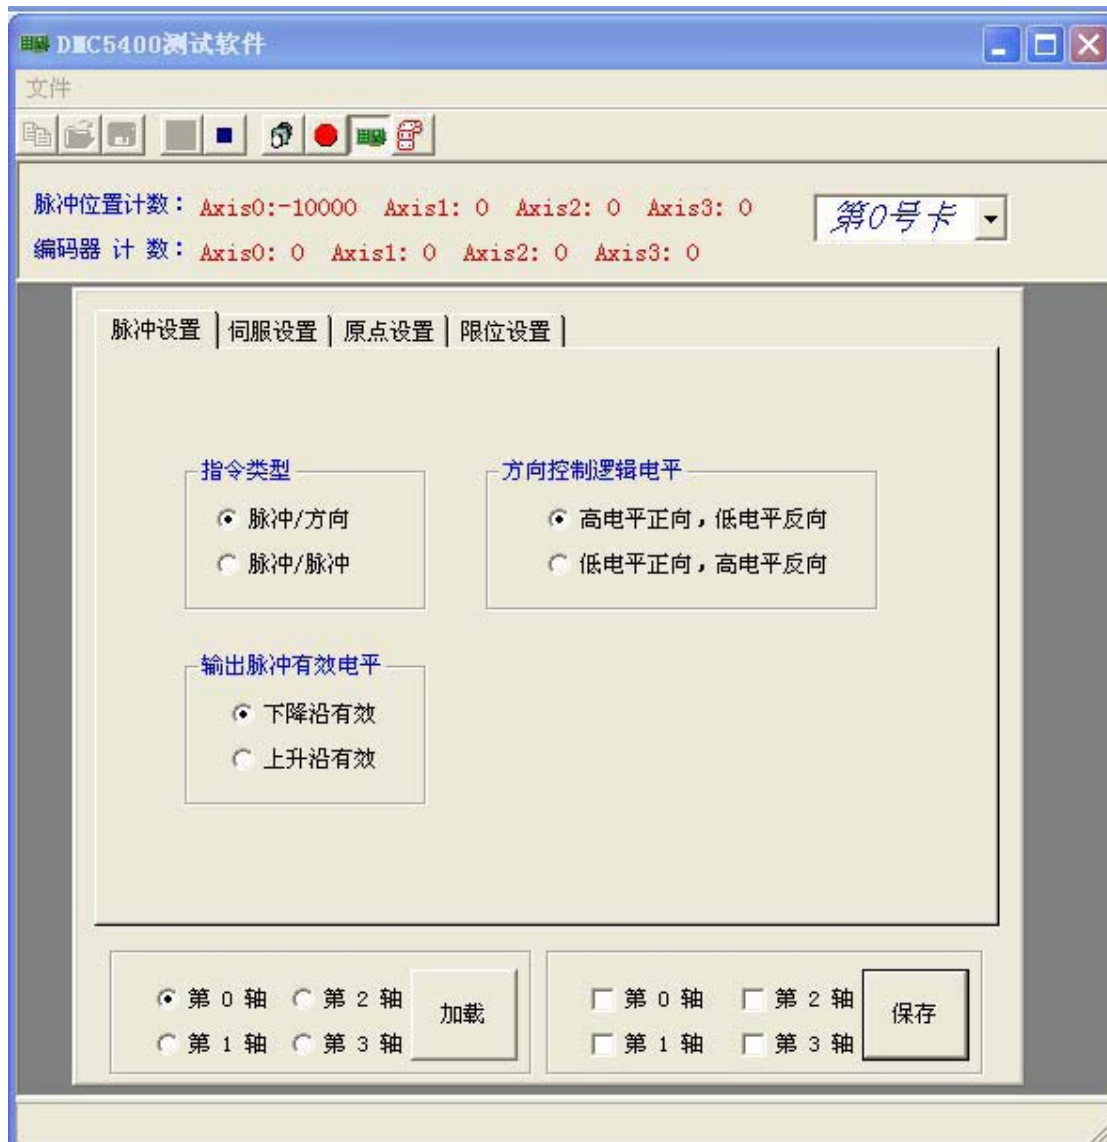 DMC5400测试软件
文件
脉冲位置计数： Axis0:-10000 Axis1: 0 Axis2: 0 Axis3: 0
第0号卡
编码器 计 数： Axis0: 0 Axis1: 0 Axis2: 0 Axis3: 0
脉冲设置 伺服设置 原点设置 限位设置
指令类型
脉冲/方向
脉冲/脉冲
方向控制逻辑电平
高电平正向，低电平反向
低电平正向，高电平反向
输出脉冲有效电平
下降沿有效
上升沿有效
第 0 轴 第 2 轴
第 1 轴 第 3 轴
加载
第 0 轴 第 2 轴
第 1 轴 第 3 轴
保存